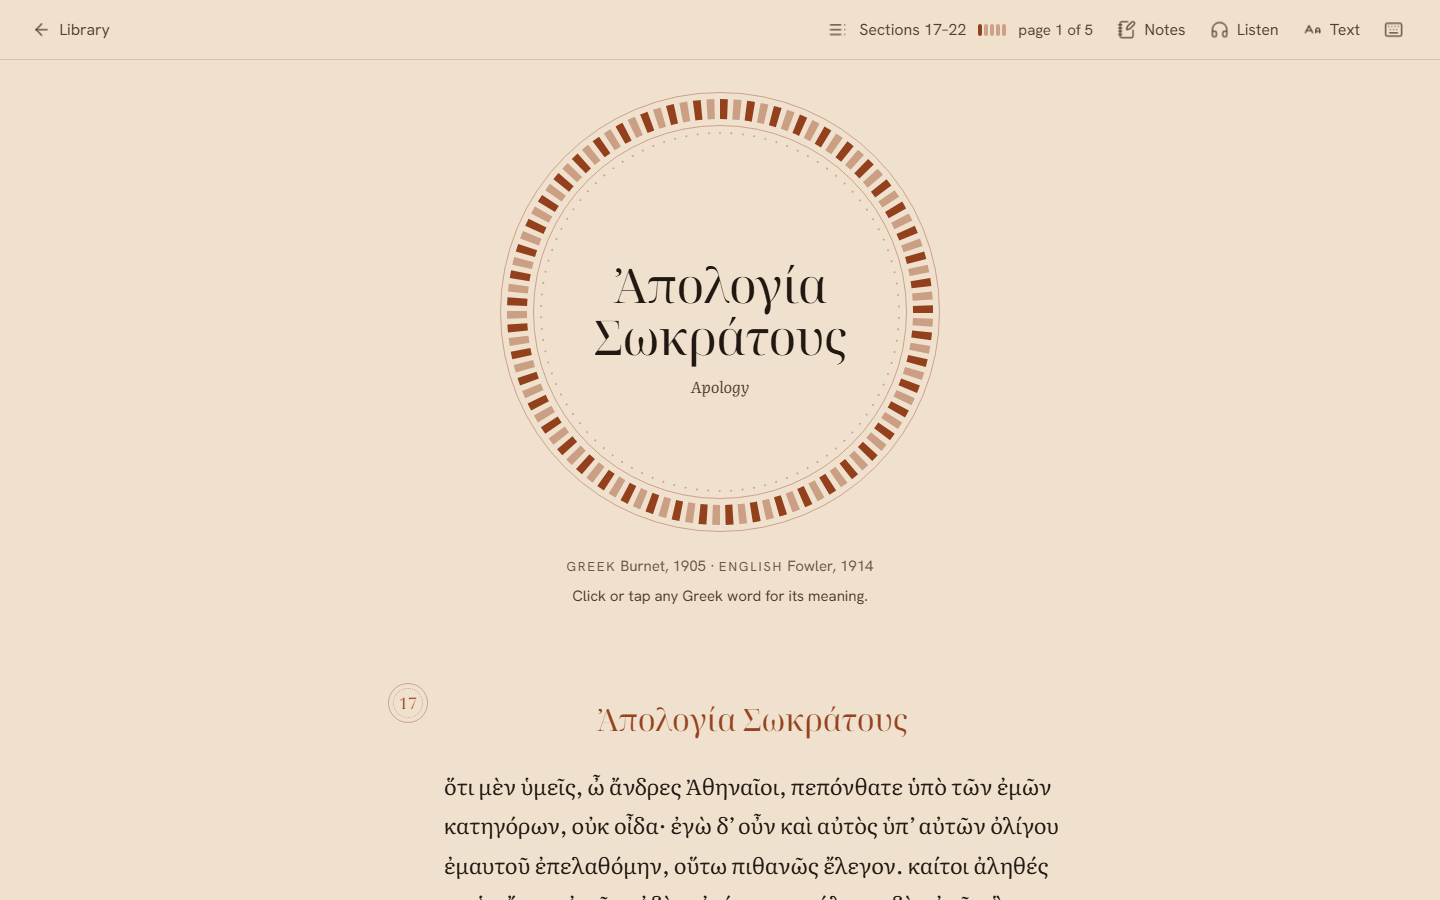 Library
Sections 17–22 page 1 of 5 Notes Listen Text
Ἀπολογία
Σωκράτους
Apology
GREEK Burnet, 1905 · ENGLISH Fowler, 1914
Click or tap any Greek word for its meaning.
17
Ἀπολογία Σωκράτους
ὅτι μὲν ὑμεῖς, ὦ ἄνδρες Ἀθηναῖοι, πεπόνθατε ὑπὸ τῶν ἐμῶν
κατηγόρων, οὐκ οἶδα· ἐγὼ δ’ οὖν καὶ αὐτὸς ὑπ’ αὐτῶν ὀλίγου
ἐμαυτοῦ ἐπελαθόμην, οὕτω πιθανῶς ἔλεγον. καίτοι ἀληθές